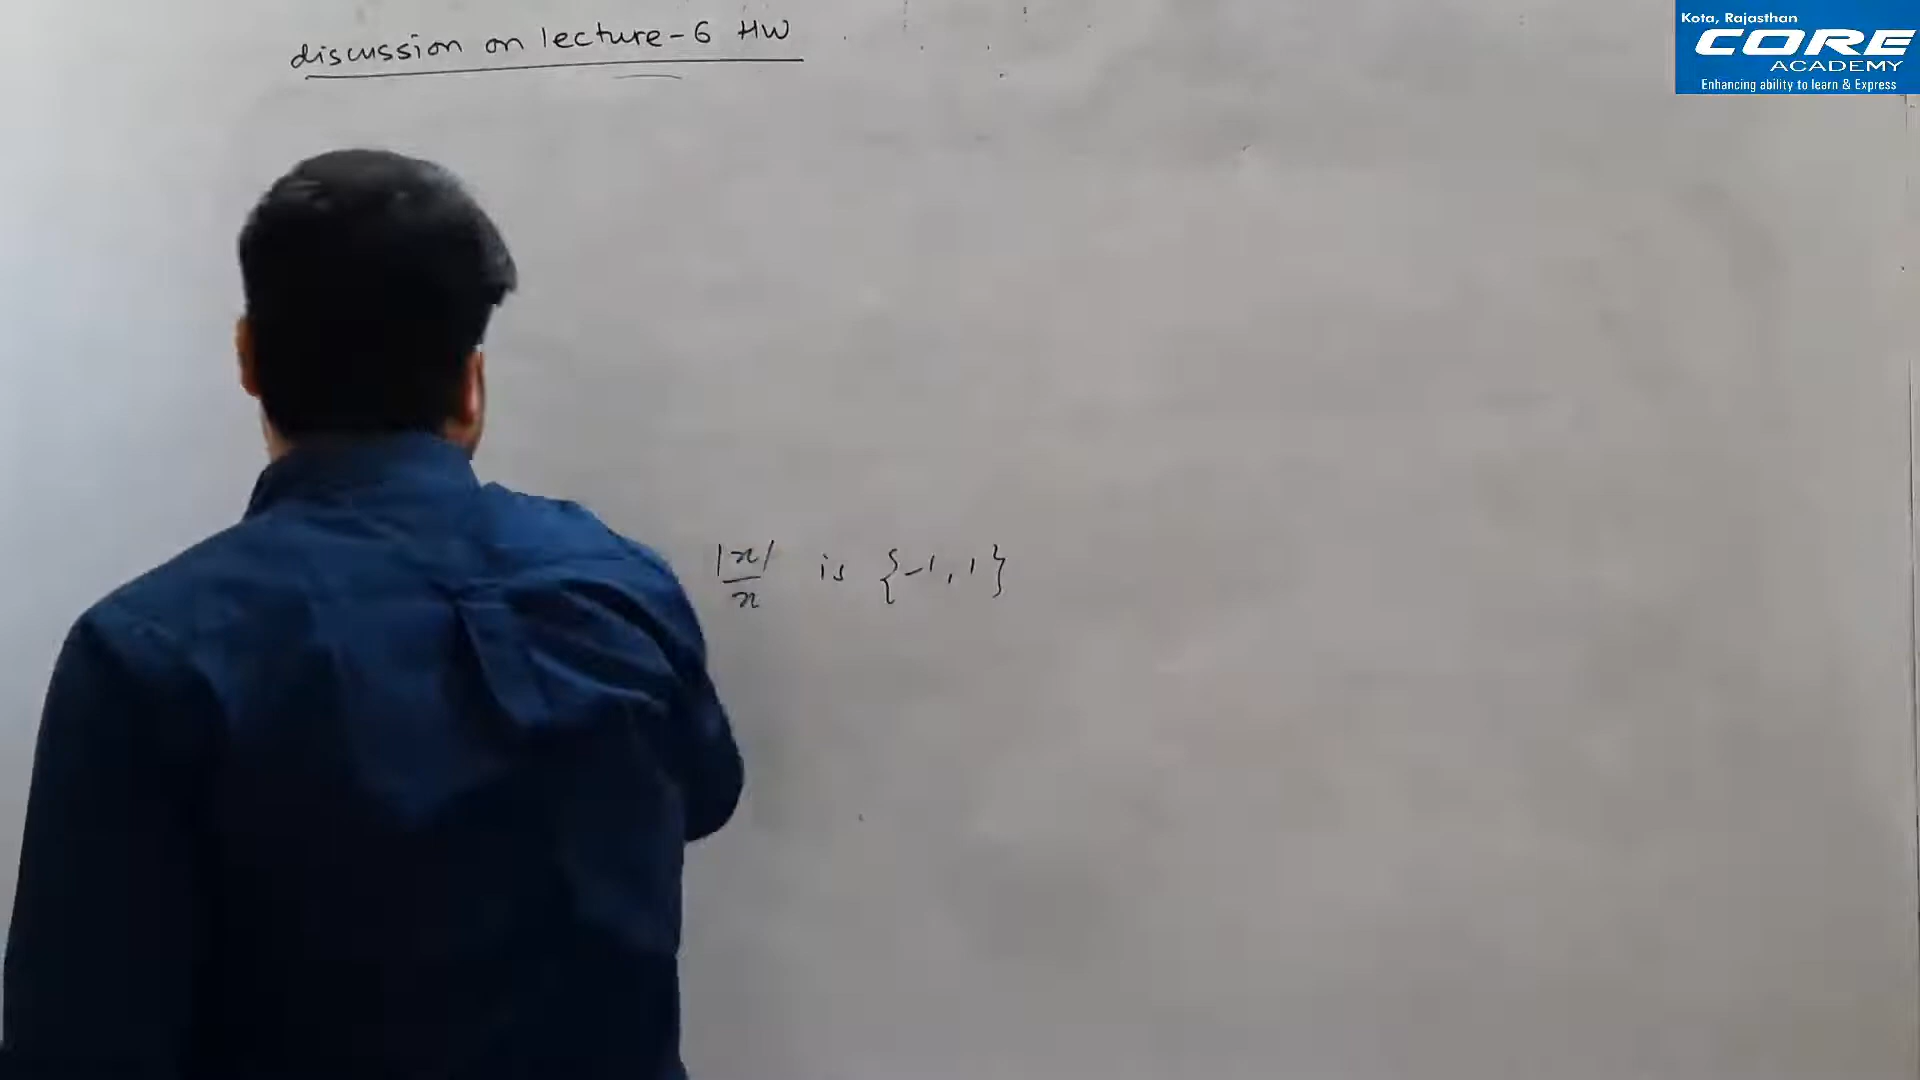 discussion on lecture-6 HW
Kota, Rajasthan
CORE
ACADEMY
Enhancing ability to learn & Express
|x|/x is {-1, 1}